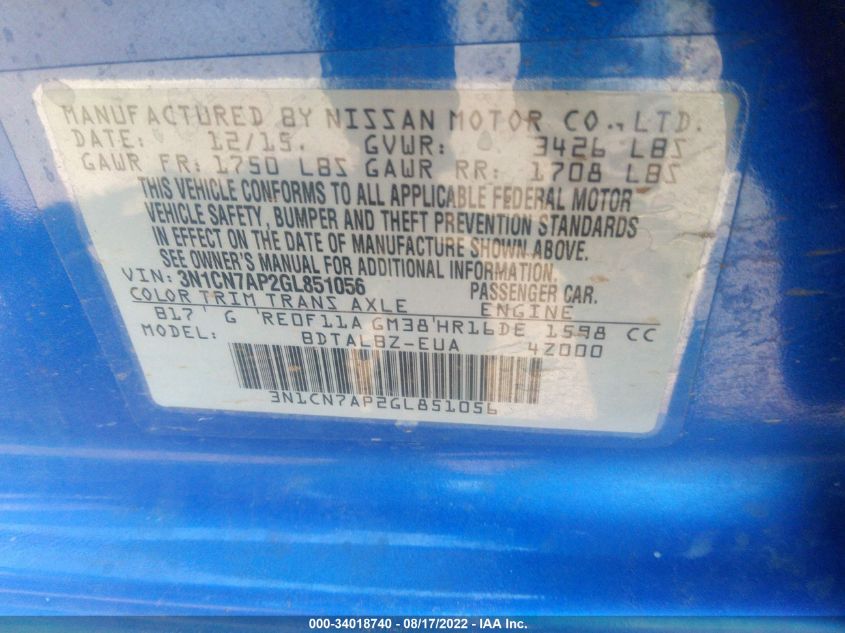 MANUFACTURED BY NISSAN MOTOR CO., LTD.
DATE: 12/15. GVWR: 3426 LBS
GAWR FR: 1750 LBS GAWR RR: 1708 LBS
THIS VEHICLE CONFORMS TO ALL APPLICABLE FEDERAL MOTOR
VEHICLE SAFETY, BUMPER AND THEFT PREVENTION STANDARDS
IN EFFECT ON THE DATE OF MANUFACTURE SHOWN ABOVE.
SEE OWNER'S MANUAL FOR ADDITIONAL INFORMATION.
VIN: 3N1CN7AP2GL851056 PASSENGER CAR.
COLOR TRIM TRANS AXLE ENGINE
B17 G RE0F11A GM38 HR16DE 1598 CC
MODEL: BDTALBZ-EUA 4Z000
3N1CN7AP2GL851056
000-34018740 - 08/17/2022 - IAA Inc.